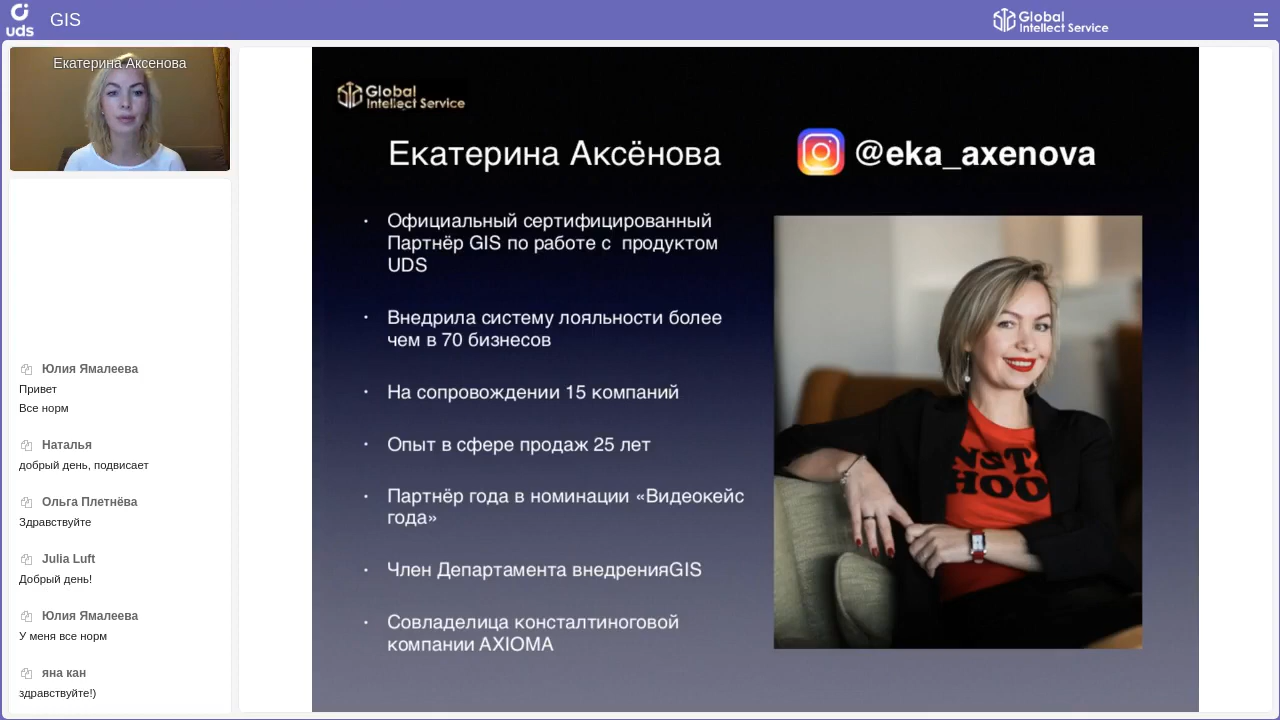 uds
GIS
Global
Intellect Service
Екатерина Аксенова
Юлия Ямалеева
Привет
Все норм
Наталья
добрый день, подвисает
Ольга Плетнёва
Здравствуйте
Julia Luft
Добрый день!
Юлия Ямалеева
У меня все норм
яна кан
здравствуйте!)
Global
Intellect Service
Екатерина Аксёнова
@eka_axenova
• Официальный сертифицированный
Партнёр GIS по работе с продуктом
UDS
• Внедрила систему лояльности более
чем в 70 бизнесов
• На сопровождении 15 компаний
• Опыт в сфере продаж 25 лет
• Партнёр года в номинации «Видеокейс
года»
• Член Департамента внедренияGIS
• Совладелица консталтиноговой
компании AXIOMA